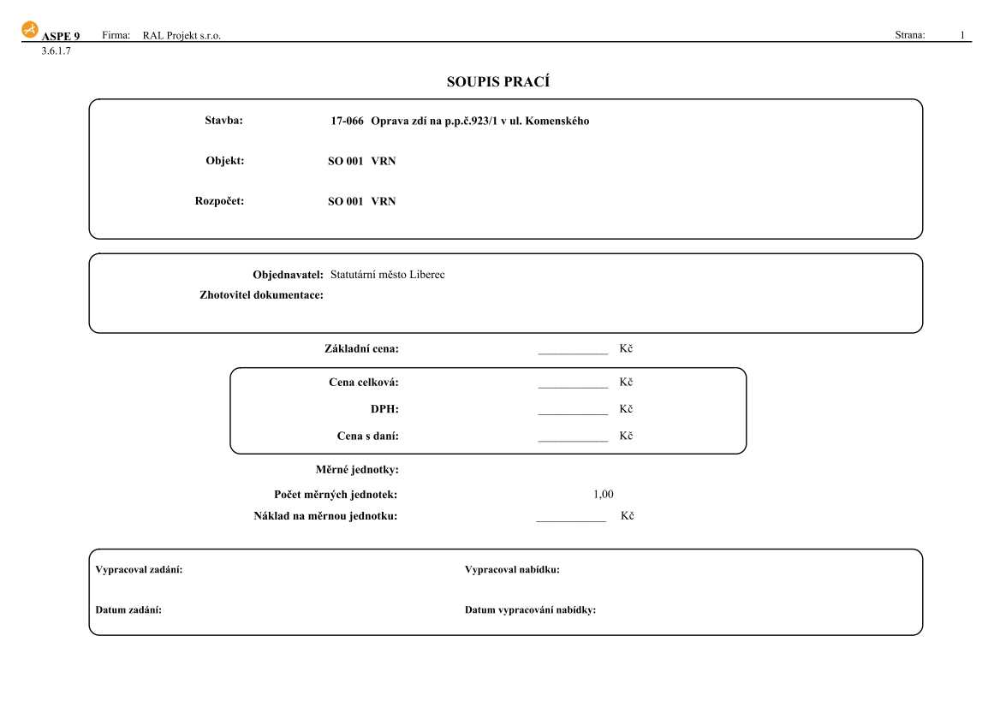 ASPE 9 Firma: RAL Projekt s.r.o. Strana: 1
3.6.1.7
SOUPIS PRACÍ
Stavba: 17-066 Oprava zdí na p.p.č.923/1 v ul. Komenského
Objekt: SO 001 VRN
Rozpočet: SO 001 VRN
Objednavatel: Statutární město Liberec
Zhotovitel dokumentace:
Základní cena: ____________ Kč
Cena celková: ____________ Kč
DPH: ____________ Kč
Cena s daní: ____________ Kč
Měrné jednotky:
Počet měrných jednotek: 1,00
Náklad na měrnou jednotku: ____________ Kč
Vypracoval zadání: Vypracoval nabídku:
Datum zadání: Datum vypracování nabídky: